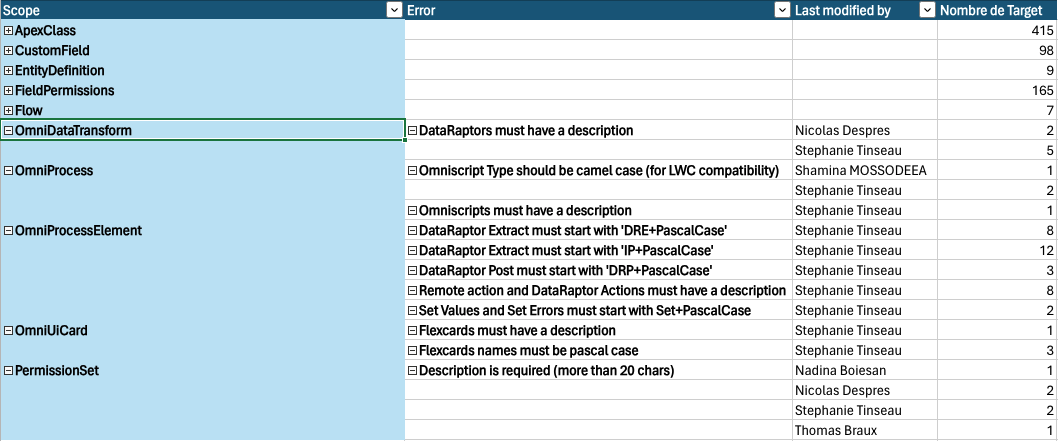 Scope Error Last modified by Nombre de Target
ApexClass 415
CustomField 98
EntityDefinition 9
FieldPermissions 165
Flow 7
OmniDataTransform DataRaptors must have a description Nicolas Despres 2
Stephanie Tinseau 5
OmniProcess Omniscript Type should be camel case (for LWC compatibility) Shamina MOSSODEEA 1
Stephanie Tinseau 2
Omniscripts must have a description Stephanie Tinseau 1
OmniProcessElement DataRaptor Extract must start with 'DRE+PascalCase' Stephanie Tinseau 8
DataRaptor Extract must start with 'IP+PascalCase' Stephanie Tinseau 12
DataRaptor Post must start with 'DRP+PascalCase' Stephanie Tinseau 3
Remote action and DataRaptor Actions must have a description Stephanie Tinseau 8
Set Values and Set Errors must start with Set+PascalCase Stephanie Tinseau 2
OmniUiCard Flexcards must have a description Stephanie Tinseau 1
Flexcards names must be pascal case Stephanie Tinseau 3
PermissionSet Description is required (more than 20 chars) Nadina Boiesan 1
Nicolas Despres 2
Stephanie Tinseau 2
Thomas Braux 1